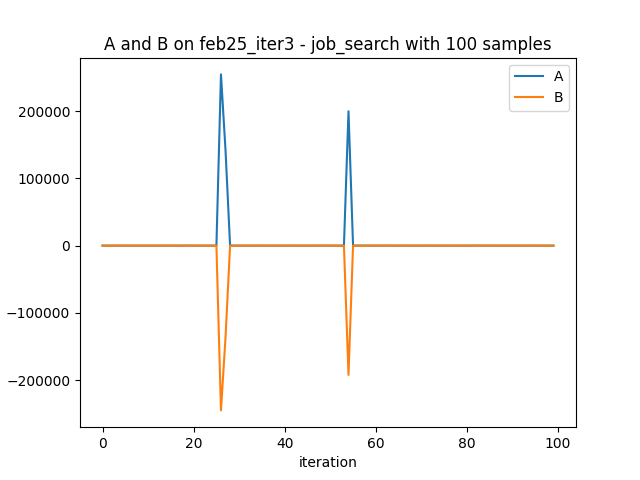 A and B on feb25_iter3 - job_search with 100 samples
A
B
200000
100000
0
−100000
−200000
0 20 40 60 80 100
iteration